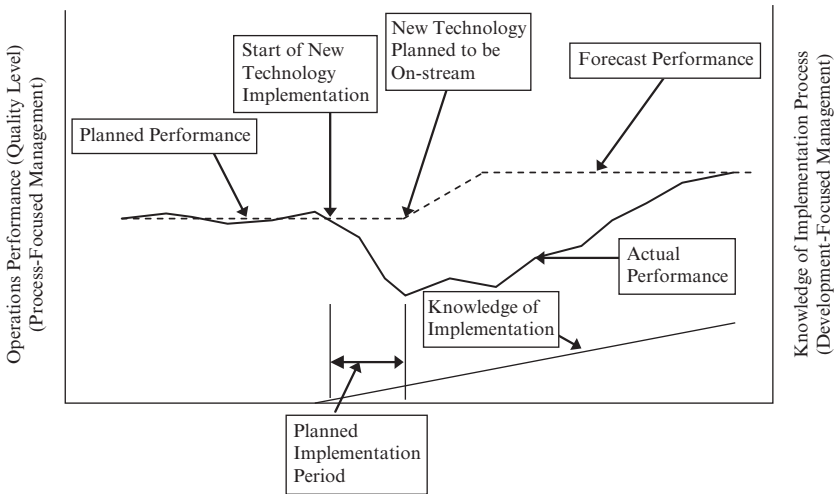 Operations Performance (Quality Level)
(Process-Focused Management)
Planned Performance
Start of New
Technology
Implementation
New Technology
Planned to be
On-stream
Forecast Performance
Actual
Performance
Knowledge of
Implementation
Planned
Implementation
Period
Knowledge of Implementation Process
(Development-Focused Management)